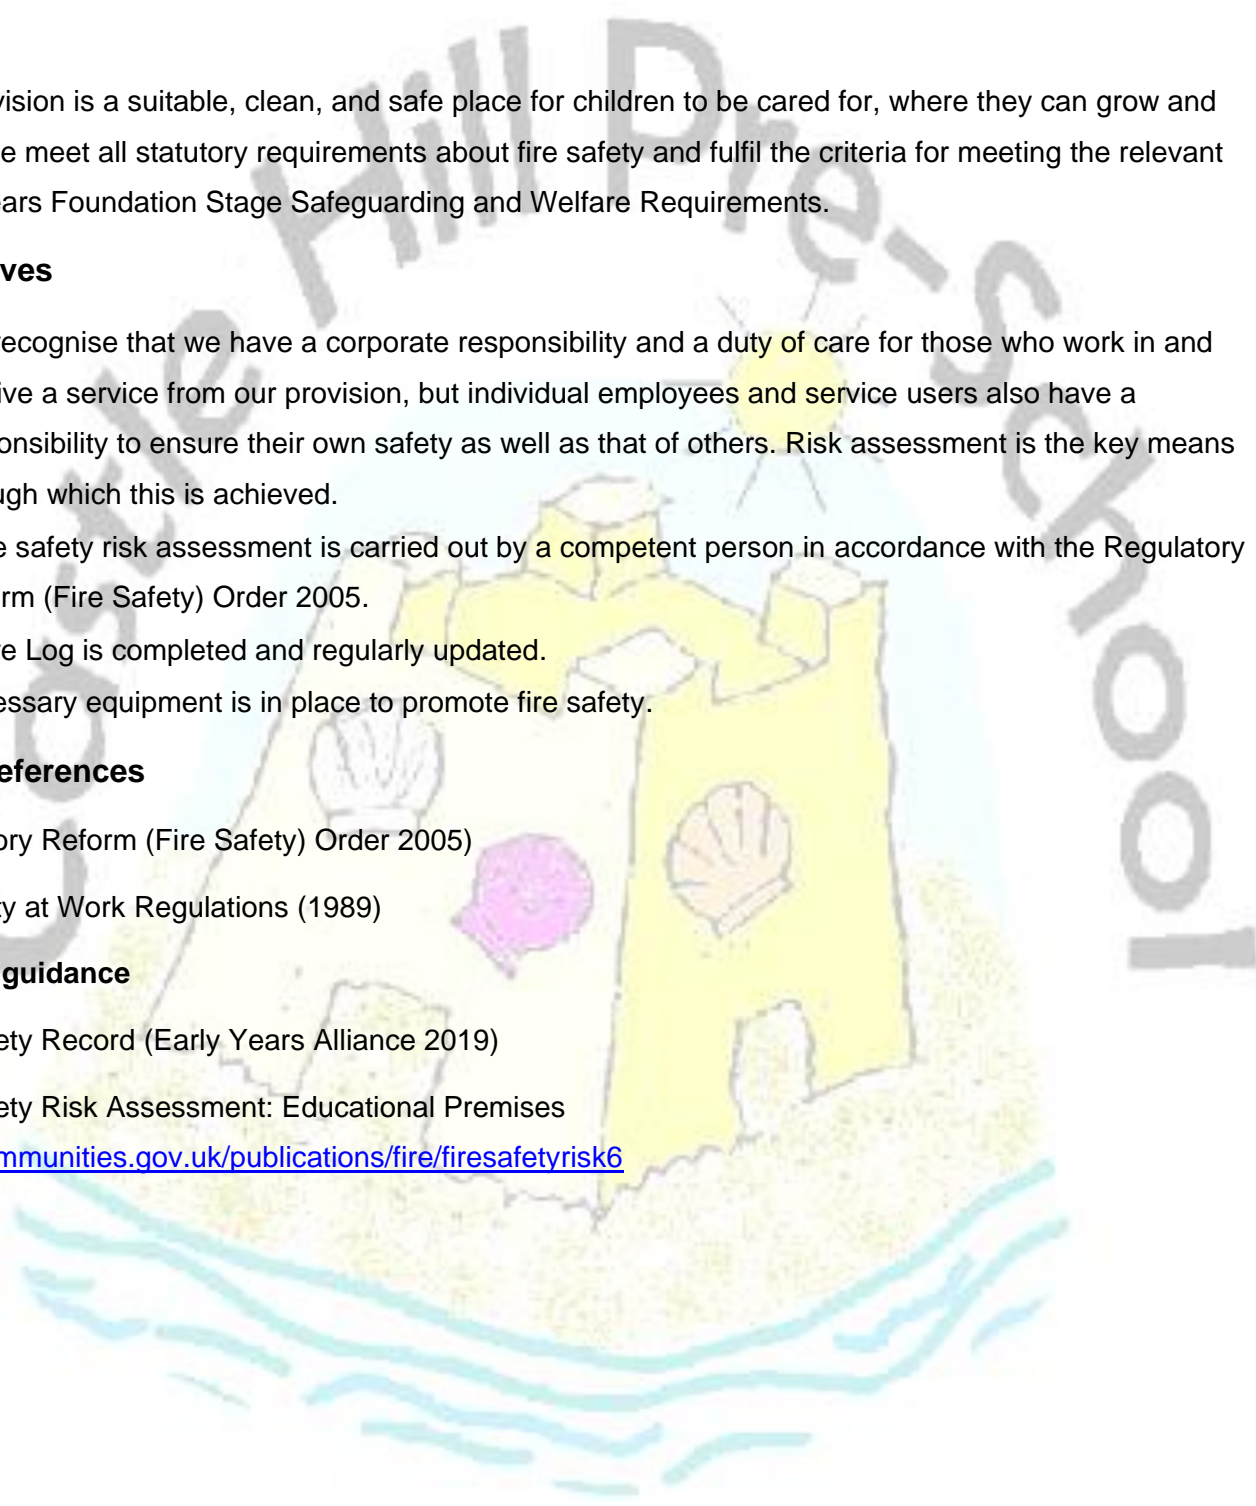 Castle Hill Pre-School
vision is a suitable, clean, and safe place for children to be cared for, where they can grow and
e meet all statutory requirements about fire safety and fulfil the criteria for meeting the relevant
ears Foundation Stage Safeguarding and Welfare Requirements.
ves
recognise that we have a corporate responsibility and a duty of care for those who work in and
ive a service from our provision, but individual employees and service users also have a
onsibility to ensure their own safety as well as that of others. Risk assessment is the key means
ugh which this is achieved.
e safety risk assessment is carried out by a competent person in accordance with the Regulatory
rm (Fire Safety) Order 2005.
re Log is completed and regularly updated.
essary equipment is in place to promote fire safety.
eferences
ory Reform (Fire Safety) Order 2005)
ty at Work Regulations (1989)
guidance
ety Record (Early Years Alliance 2019)
ety Risk Assessment: Educational Premises
mmunities.gov.uk/publications/fire/firesafetyrisk6